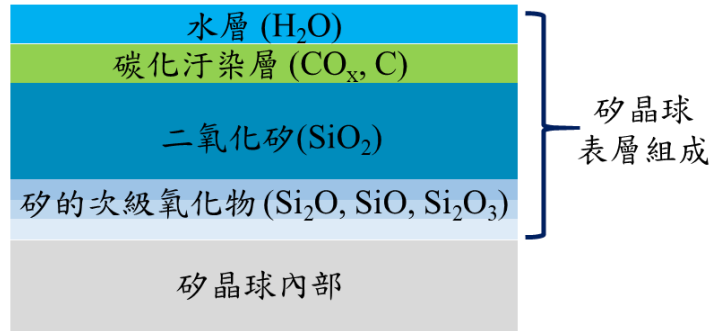 水層 (H₂O)
碳化汙染層 (COₓ, C)
二氧化矽(SiO₂)
矽的次級氧化物 (Si₂O, SiO, Si₂O₃)
矽晶球內部
矽晶球
表層組成